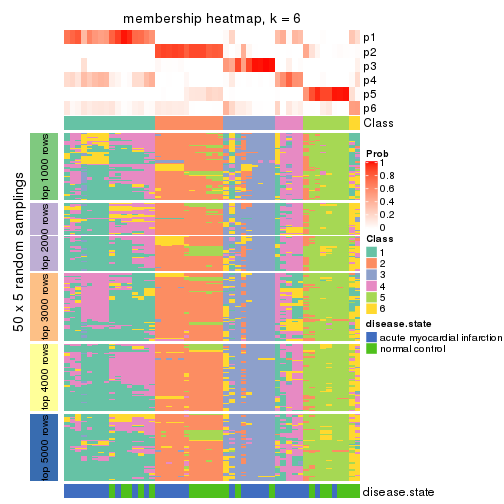 membership heatmap, k = 6
p1
p2
p3
p4
p5
p6
Class
50 x 5 random samplings
top 1000 rows
top 2000 rows
top 3000 rows
top 4000 rows
top 5000 rows
Prob
1
0.8
0.6
0.4
0.2
0
Class
1
2
3
4
5
6
disease.state
acute myocardial infarction
normal control
disease.state